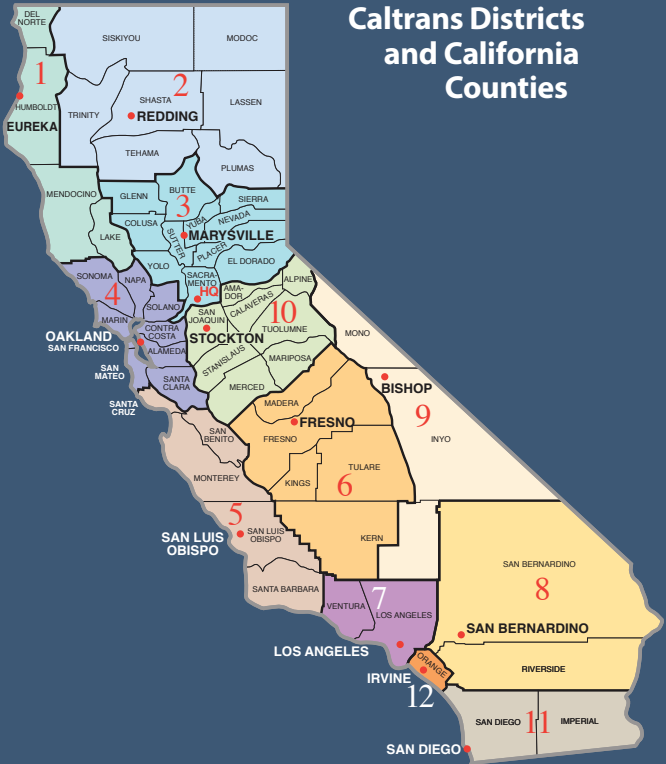 Caltrans Districts
and California
Counties
DEL
NORTE
SISKIYOU
MODOC
1
2
HUMBOLDT
EUREKA
TRINITY
SHASTA
REDDING
LASSEN
TEHAMA
PLUMAS
MENDOCINO
GLENN
BUTTE
3
SIERRA
COLUSA
YUBA
NEVADA
LAKE
SUTTER
MARYSVILLE
PLACER
YOLO
EL DORADO
SONOMA
NAPA
4
SACRA-
MENTO
HQ
AMA-
DOR
ALPINE
SOLANO
MARIN
SAN
JOAQUIN
CALAVERAS
10
OAKLAND
SAN FRANCISCO
CONTRA
COSTA
ALAMEDA
STOCKTON
TUOLUMNE
MONO
SAN
MATEO
STANISLAUS
MARIPOSA
SANTA
CLARA
MERCED
SANTA
CRUZ
BISHOP
MADERA
9
SAN
BENITO
FRESNO
FRESNO
INYO
MONTEREY
TULARE
KINGS
6
5
SAN LUIS
OBISPO
SAN LUIS
OBISPO
KERN
SAN BERNARDINO
8
SANTA BARBARA
VENTURA
7
LOS ANGELES
SAN BERNARDINO
LOS ANGELES
ORANGE
RIVERSIDE
IRVINE
12
SAN DIEGO
11
IMPERIAL
SAN DIEGO